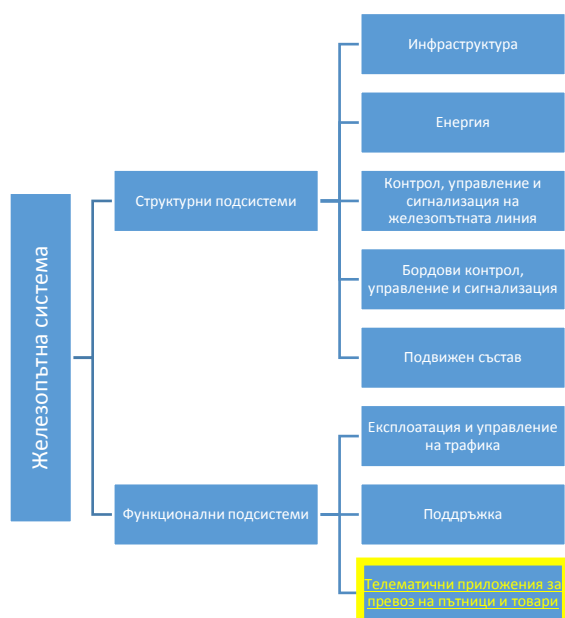 Железопътна система
Структурни подсистеми
Инфраструктура
Енергия
Контрол, управление и
сигнализация на
железопътната линия
Бордови контрол,
управление и сигнализация
Подвижен състав
Функционални подсистеми
Експлоатация и управление
на трафика
Поддръжка
Телематични приложения за
превоз на пътници и товари